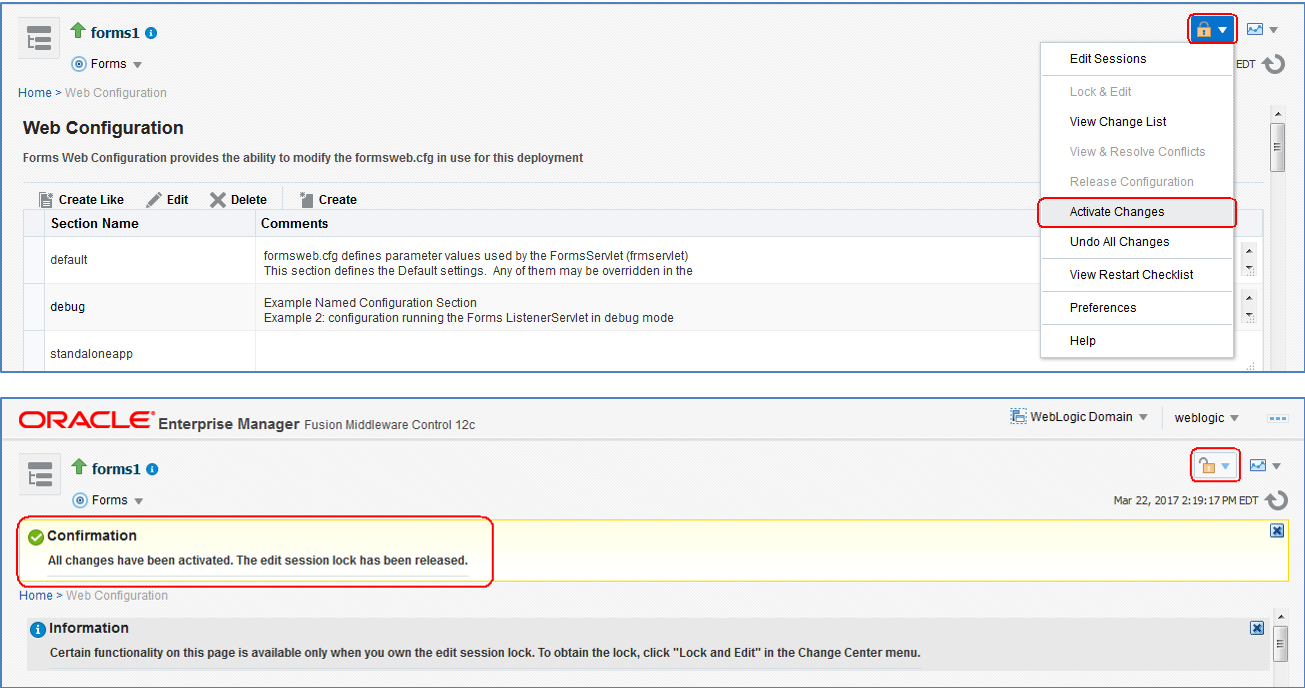 forms1
Forms
EDT
Home > Web Configuration
Edit Sessions
Lock & Edit
View Change List
View & Resolve Conflicts
Release Configuration
Activate Changes
Undo All Changes
View Restart Checklist
Preferences
Help
Web Configuration
Forms Web Configuration provides the ability to modify the formsweb.cfg in use for this deployment
Create Like Edit Delete Create
Section Name Comments
default
formsweb.cfg defines parameter values used by the FormsServlet (frmservlet)
This section defines the Default settings. Any of them may be overridden in the
debug
Example Named Configuration Section
Example 2: configuration running the Forms ListenerServlet in debug mode
standaloneapp
ORACLE Enterprise Manager Fusion Middleware Control 12c
WebLogic Domain weblogic
forms1
Forms
Mar 22, 2017 2:19:17 PM EDT
Confirmation
All changes have been activated. The edit session lock has been released.
Home > Web Configuration
Information
Certain functionality on this page is available only when you own the edit session lock. To obtain the lock, click "Lock and Edit" in the Change Center menu.